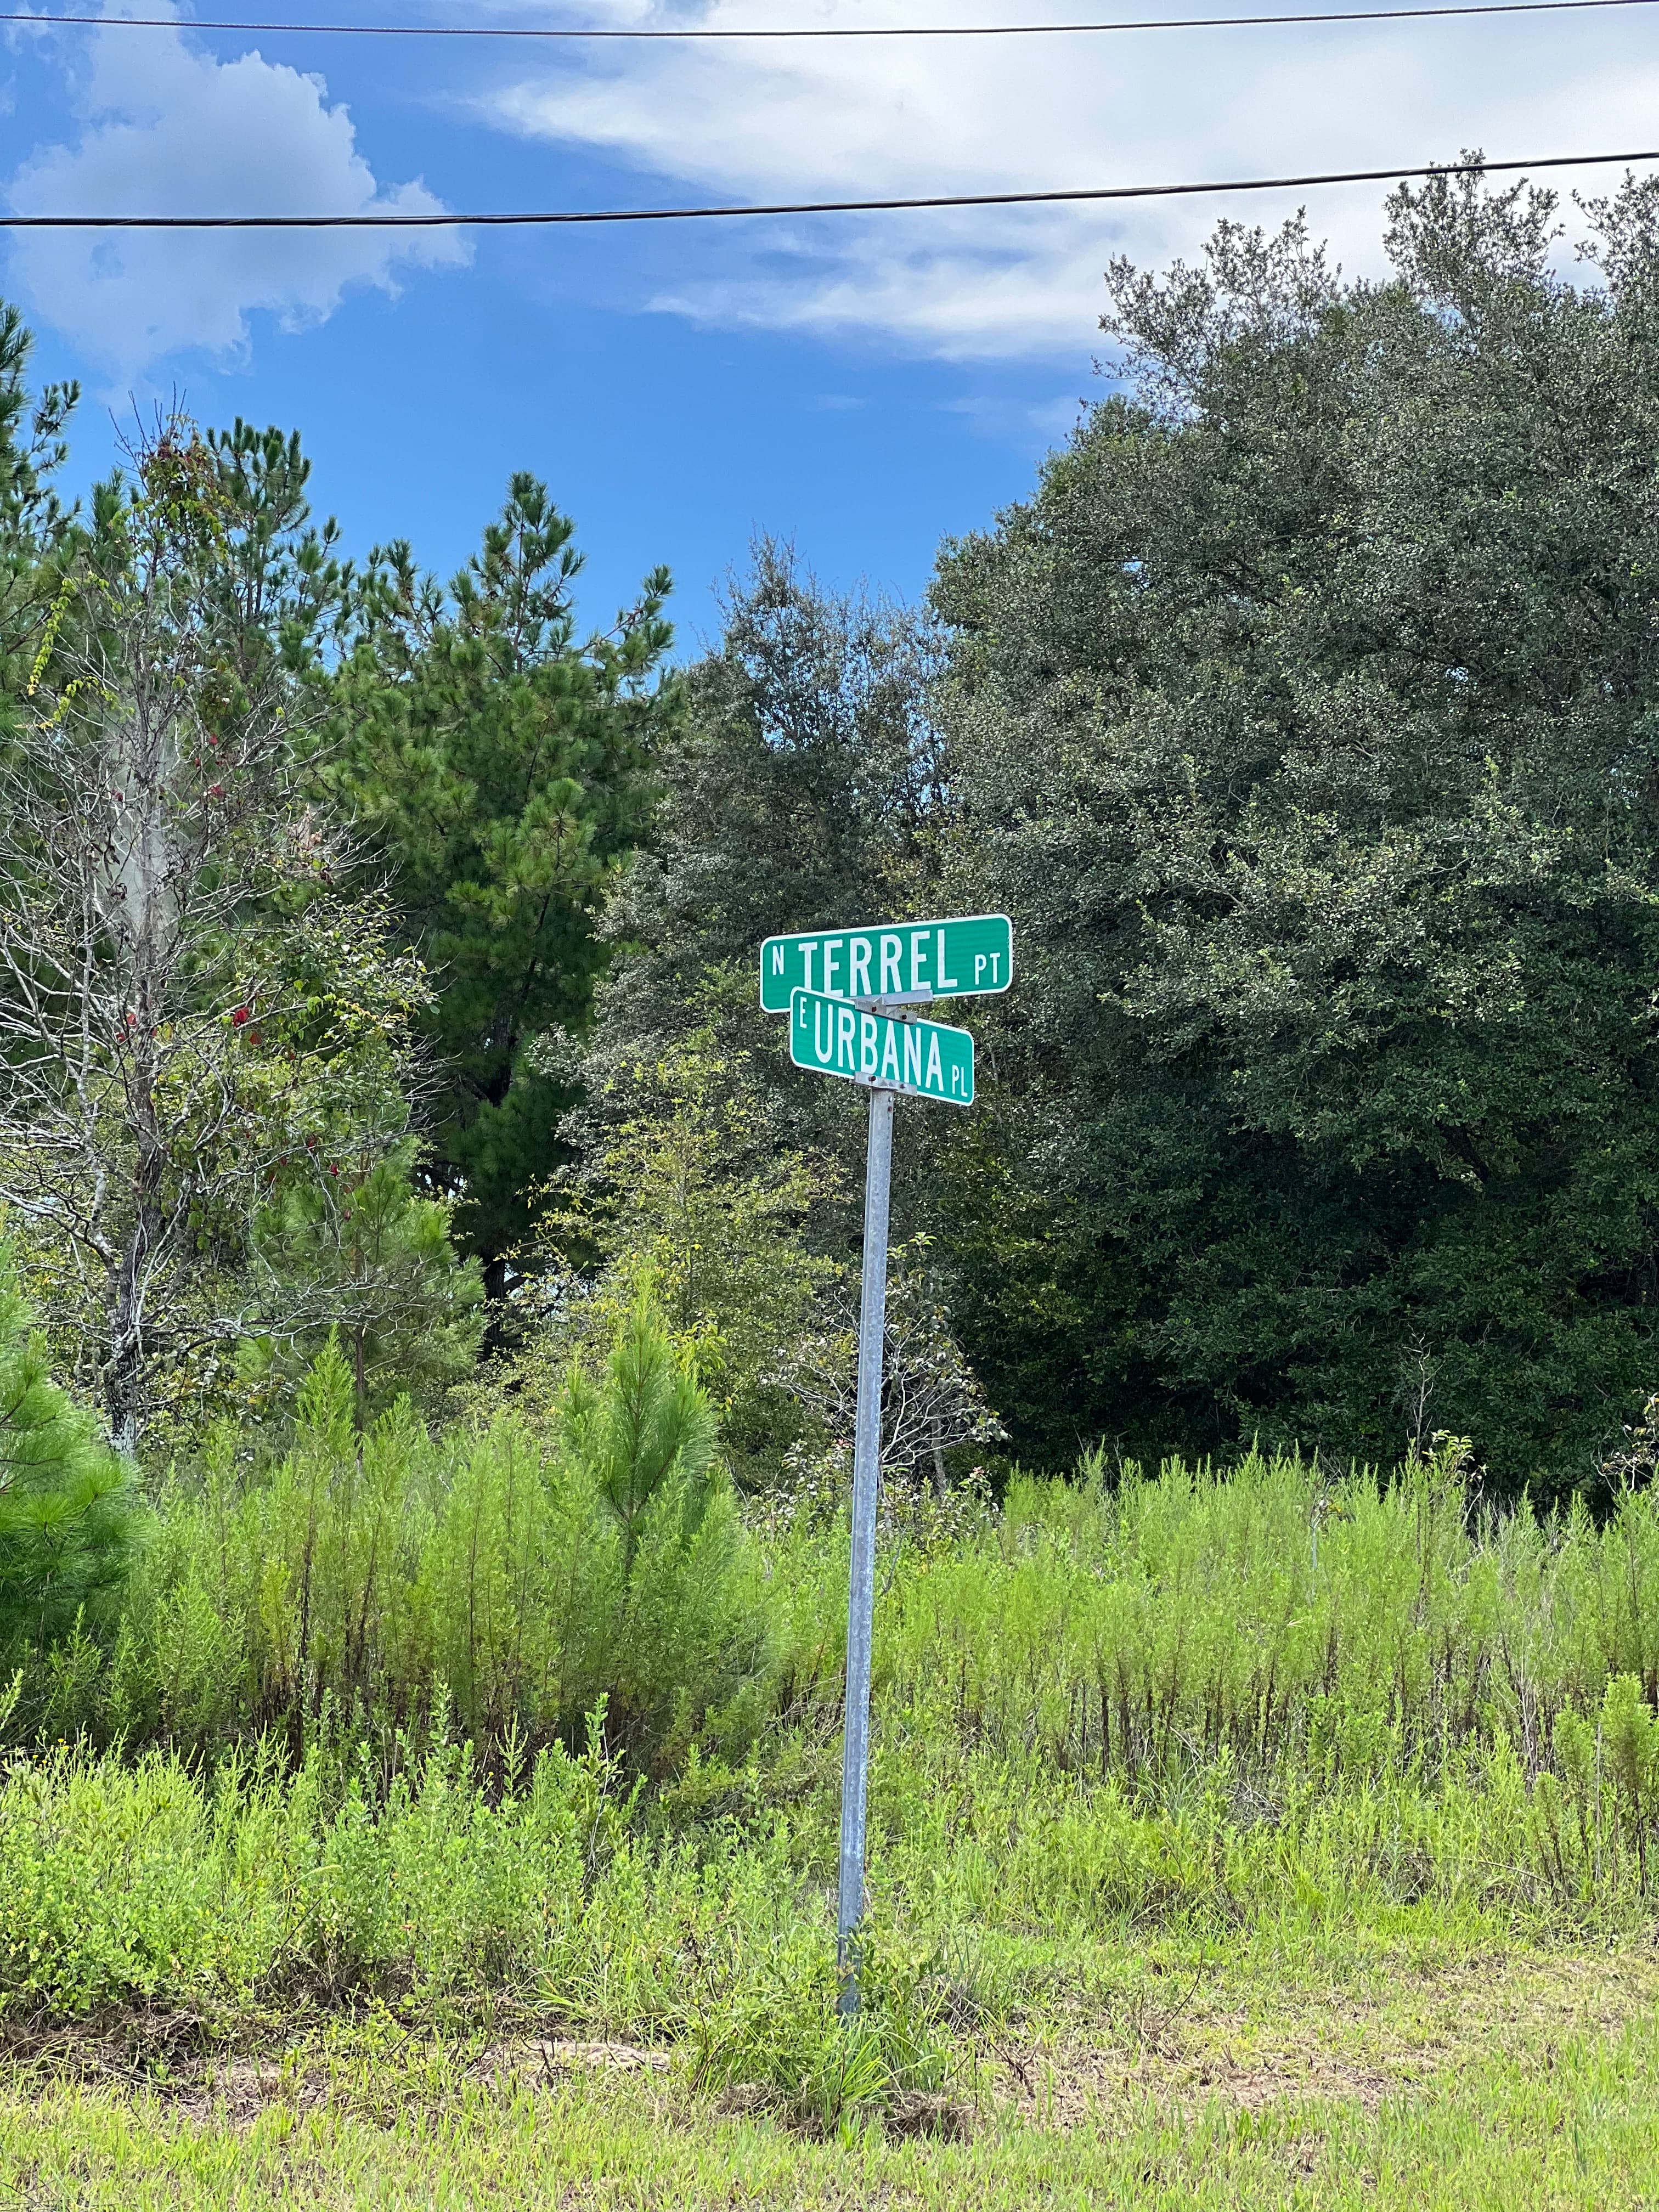 N TERREL PT
E URBANA PL